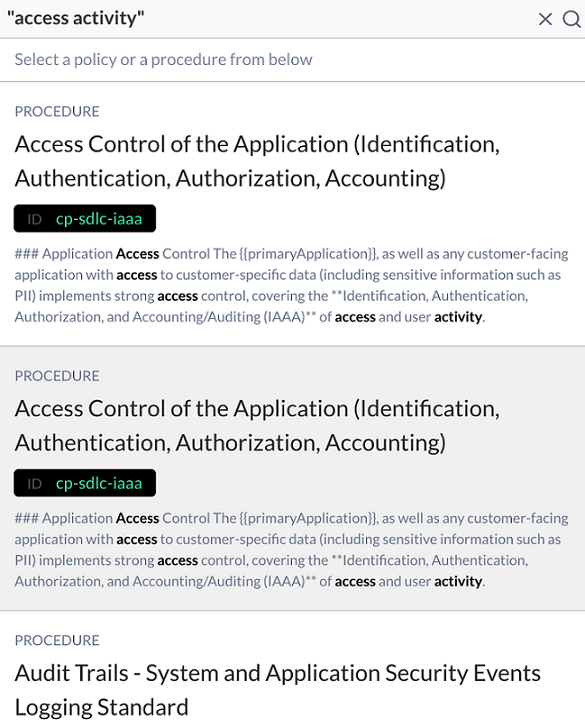 "access activity"
Select a policy or a procedure from below
PROCEDURE
Access Control of the Application (Identification,
Authentication, Authorization, Accounting)
ID cp-sdlc-iaaa
### Application Access Control The {{primaryApplication}}, as well as any customer-facing
application with access to customer-specific data (including sensitive information such as
PII) implements strong access control, covering the **Identification, Authentication,
Authorization, and Accounting/Auditing (IAAA)** of access and user activity.
PROCEDURE
Access Control of the Application (Identification,
Authentication, Authorization, Accounting)
ID cp-sdlc-iaaa
### Application Access Control The {{primaryApplication}}, as well as any customer-facing
application with access to customer-specific data (including sensitive information such as
PII) implements strong access control, covering the **Identification, Authentication,
Authorization, and Accounting/Auditing (IAAA)** of access and user activity.
PROCEDURE
Audit Trails - System and Application Security Events
Logging Standard